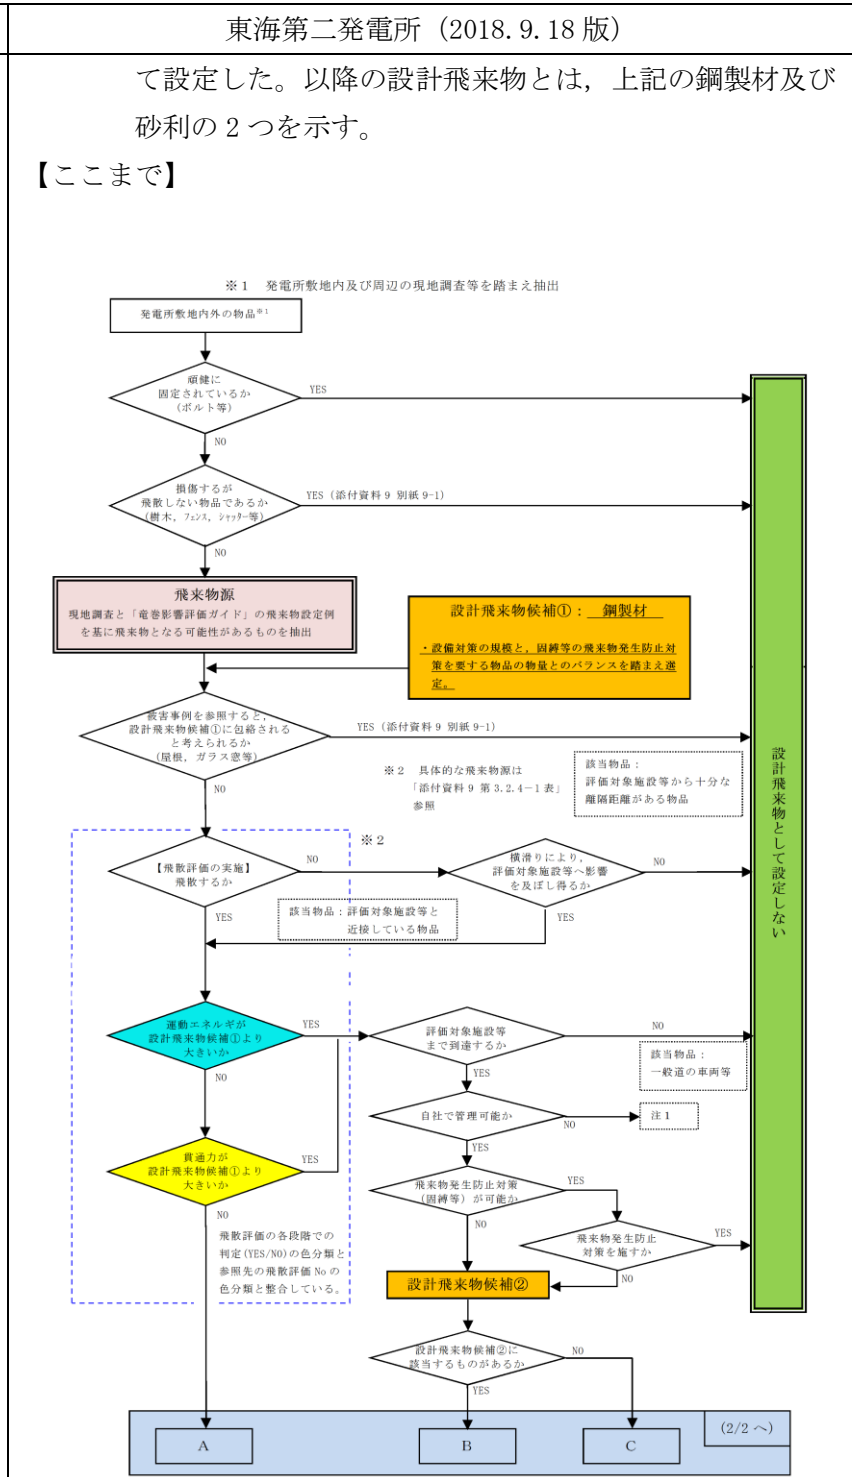 東海第二発電所（2018.9.18 版）
て設定した。以降の設計飛来物とは，上記の鋼製材及び
砂利の 2 つを示す。
【ここまで】
※1 発電所敷地内及び周辺の現地調査等を踏まえ抽出
発電所敷地内外の物品※1
頑健に
固定されているか
（ボルト等）
YES
NO
損傷するが
飛散しない物品であるか
（樹木，フェンス，シャッター等）
YES（添付資料 9 別紙 9-1）
NO
飛来物源
現地調査と「竜巻影響評価ガイド」の飛来物設定例
を基に飛来物となる可能性があるものを抽出
設計飛来物候補①： 鋼製材
・設備対策の規模と，固縛等の飛来物発生防止対
策を要する物品の物量とのバランスを踏まえ選
定。
被害事例を参照すると，
設計飛来物候補①に包絡される
と考えられるか
（屋根，ガラス窓等）
YES（添付資料 9 別紙 9-1）
NO
※2 具体的な飛来物源は
「添付資料 9 第 3.2.4－1 表」
参照
該当物品：
評価対象施設等から十分な
離隔距離がある物品
設計飛来物として設定しない
※2
【飛散評価の実施】
飛散するか
NO
YES
横滑りにより，
評価対象施設等へ影響
を及ぼし得るか
NO
YES
該当物品：評価対象施設等と
近接している物品
運動エネルギが
設計飛来物候補①より
大きいか
YES
NO
評価対象施設等
まで到達するか
NO
YES
該当物品：
一般道の車両等
自社で管理可能か
NO
注1
YES
貫通力が
設計飛来物候補①より
大きいか
YES
NO
飛来物発生防止対策
（固縛等）が可能か
YES
NO
飛来物発生防止
対策を施すか
YES
NO
飛散評価の各段階での
判定(YES/NO)の色分類と
参照先の飛散評価 No の
色分類と整合している。
設計飛来物候補②
設計飛来物候補②に
該当するものがあるか
NO
YES
(2/2 へ)
A
B
C